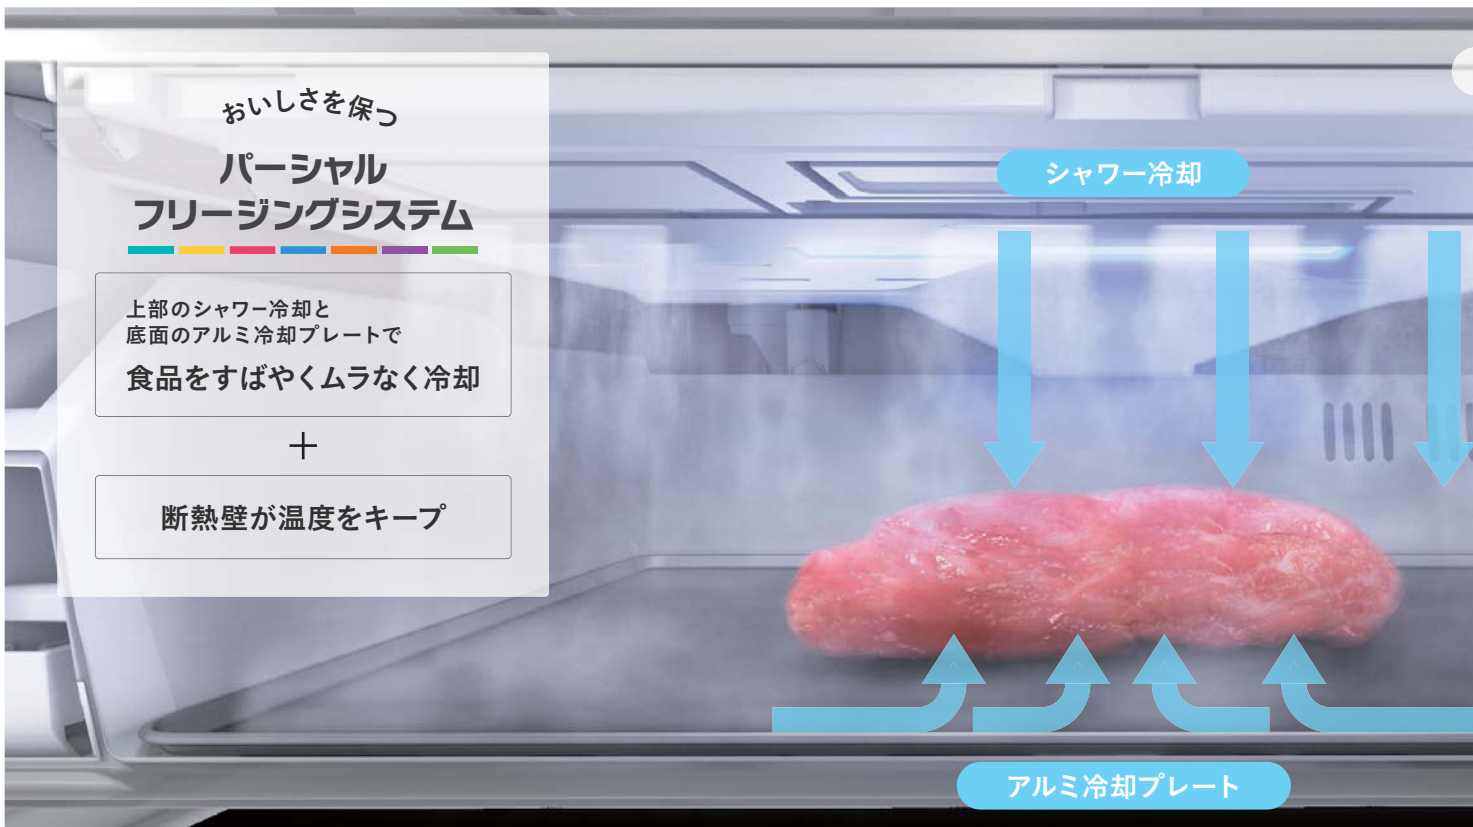 おいしさを保つ
パーシャル
フリージングシステム
上部のシャワー冷却と
底面のアルミ冷却プレートで
食品をすばやくムラなく冷却
+
断熱壁が温度をキープ
シャワー冷却
アルミ冷却プレート